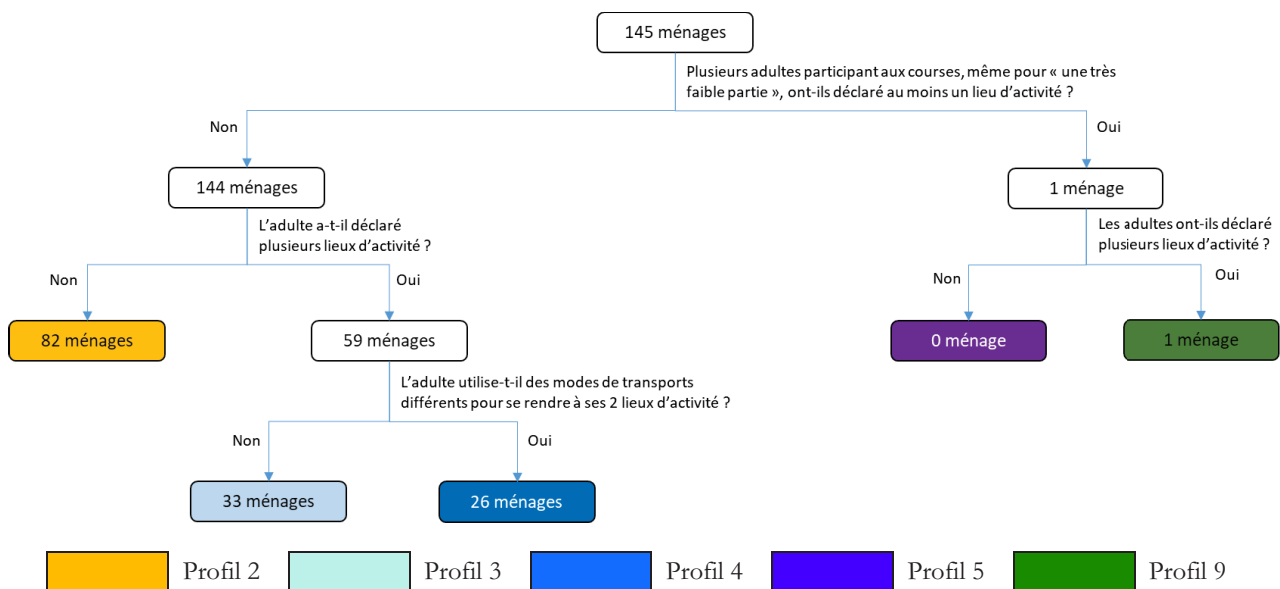 145 ménages
Plusieurs adultes participant aux courses, même pour « une très
faible partie », ont-ils déclaré au moins un lieu d’activité ?
Non
Oui
144 ménages
1 ménage
L’adulte a-t-il déclaré
plusieurs lieux d’activité ?
Les adultes ont-ils déclaré
plusieurs lieux d’activité ?
Non
Oui
Non
Oui
82 ménages
59 ménages
0 ménage
1 ménage
L’adulte utilise-t-il des modes de transports
différents pour se rendre à ses 2 lieux d’activité ?
Non
Oui
33 ménages
26 ménages
Profil 2
Profil 3
Profil 4
Profil 5
Profil 9